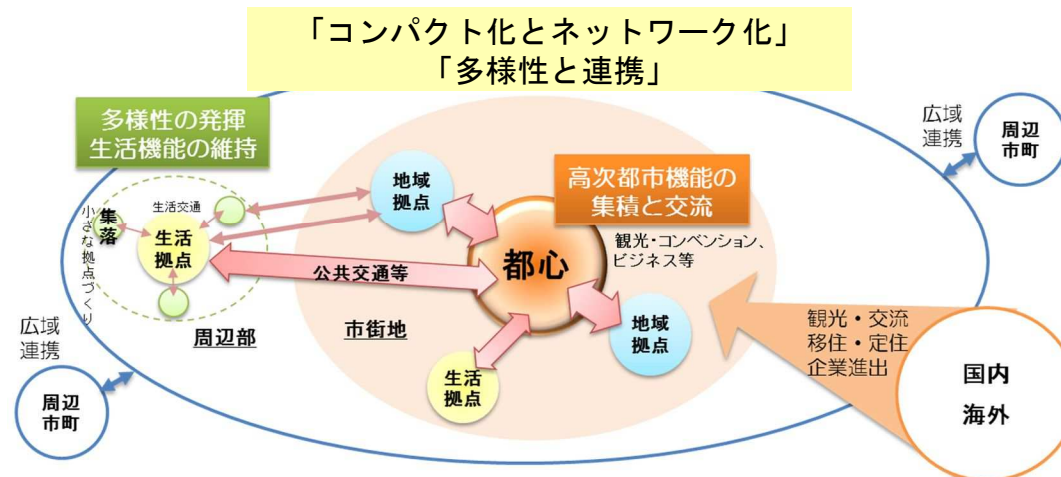 「コンパクト化とネットワーク化」
「多様性と連携」
多様性の発揮
生活機能の維持
広域
連携
周辺
市町
地域
拠点
高次都市機能の
集積と交流
観光・コンベンション、
ビジネス等
小さな拠点づくり
集落
生活交通
生活
拠点
都心
公共交通等
周辺部
市街地
地域
拠点
生活
拠点
観光・交流
移住・定住
企業進出
国内
海外
広域
連携
周辺
市町